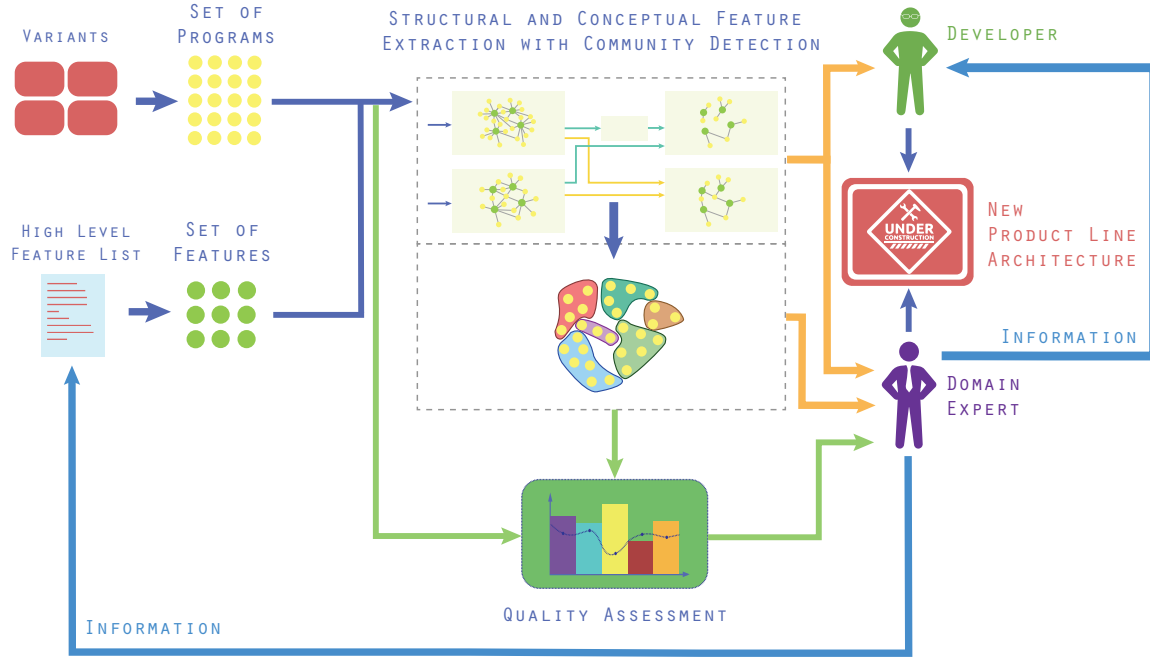 VARIANTS
SET OF
PROGRAMS
STRUCTURAL AND CONCEPTUAL FEATURE
EXTRACTION WITH COMMUNITY DETECTION
DEVELOPER
HIGH LEVEL
FEATURE LIST
SET OF
FEATURES
UNDER
CONSTRUCTION
NEW
PRODUCT LINE
ARCHITECTURE
INFORMATION
DOMAIN
EXPERT
QUALITY ASSESSMENT
INFORMATION